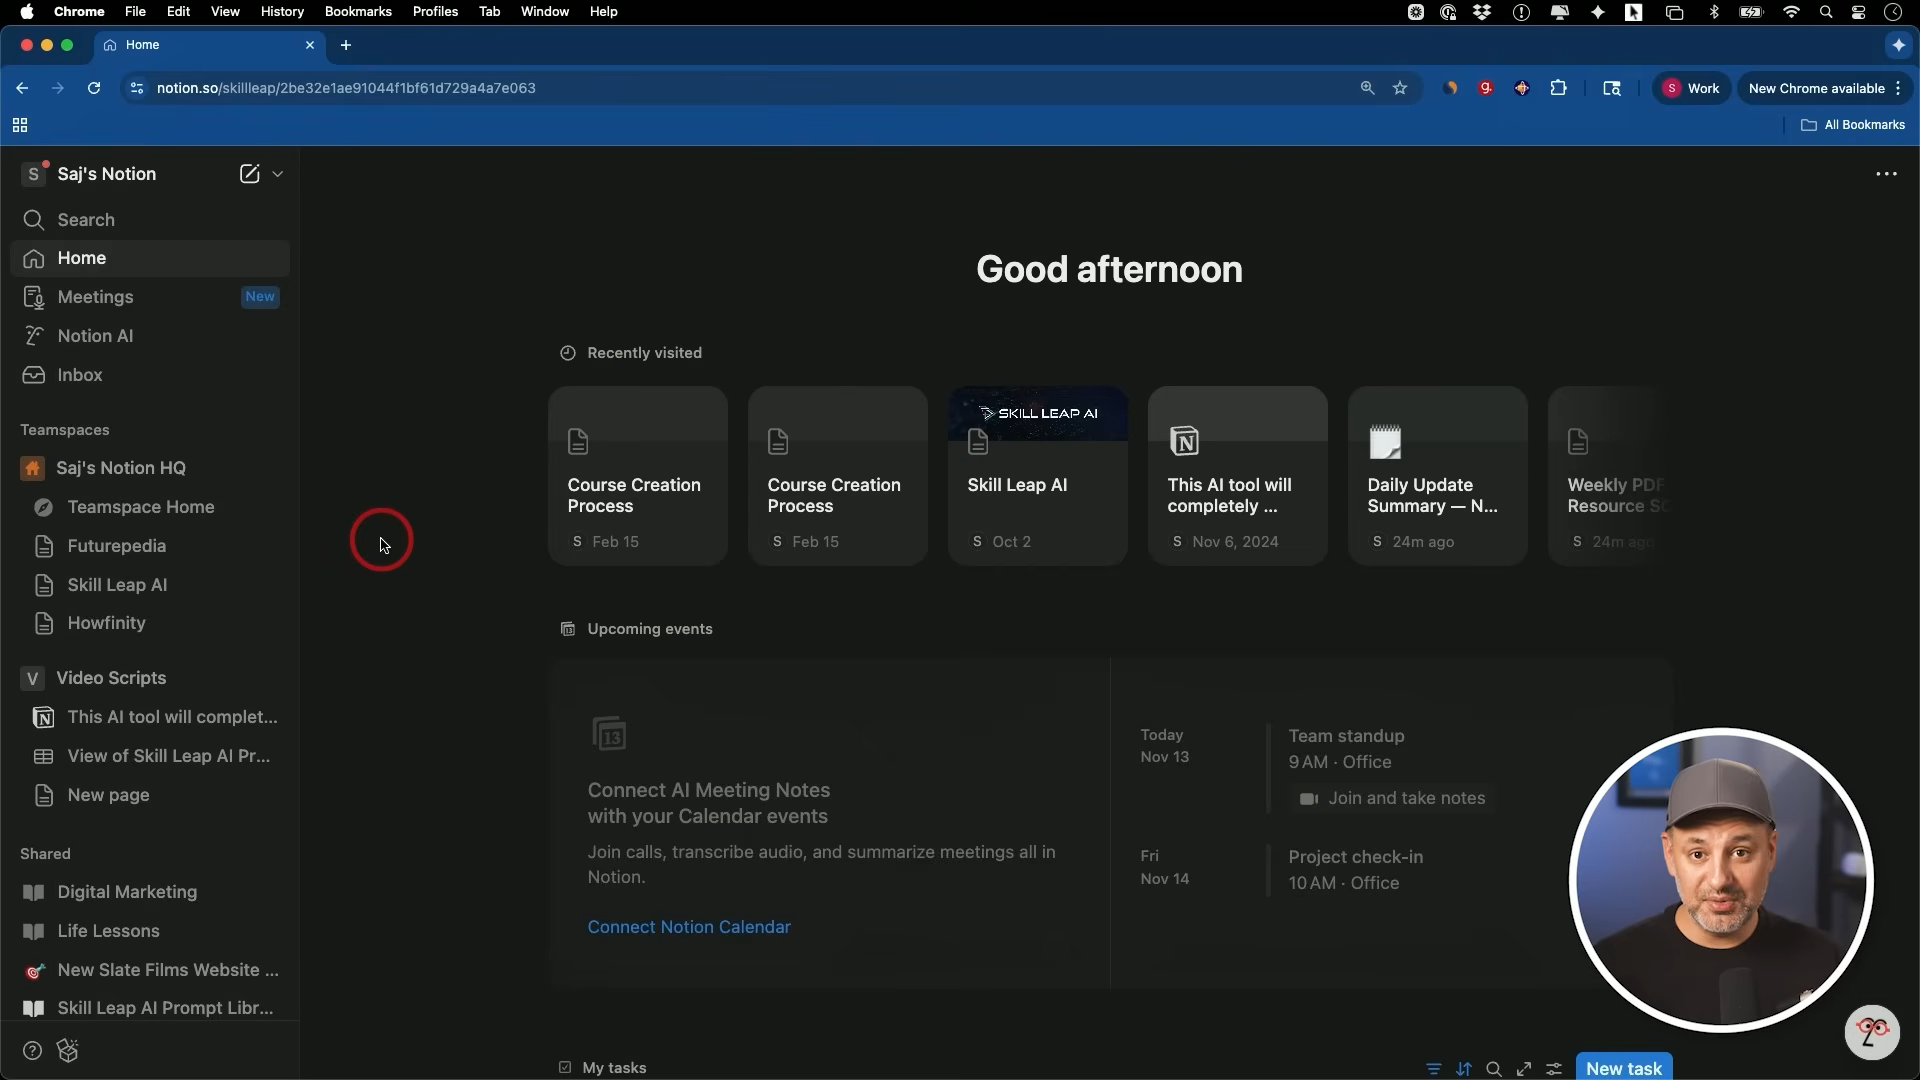 Chrome File Edit View History Bookmarks Profiles Tab Window Help
Home
notion.so/skillleap/2be32e1ae91044f1bf61d729a4a7e063
g.
S Work
New Chrome available
All Bookmarks
S Saj's Notion
Search
Home
Meetings New
Notion AI
Inbox
Teamspaces
Saj's Notion HQ
Teamspace Home
Futurepedia
Skill Leap AI
Howfinity
V Video Scripts
This AI tool will complet...
View of Skill Leap AI Pr...
New page
Shared
Digital Marketing
Life Lessons
New Slate Films Website ...
Skill Leap AI Prompt Libr...
Good afternoon
Recently visited
Course Creation
Process
S Feb 15
Course Creation
Process
S Feb 15
SKILL LEAP AI
Skill Leap AI
S Oct 2
This AI tool will
completely ...
S Nov 6, 2024
Daily Update
Summary — N...
S 24m ago
Weekly PDF
Resource
S 24m ago
Upcoming events
13
Connect AI Meeting Notes
with your Calendar events
Join calls, transcribe audio, and summarize meetings all in
Notion.
Connect Notion Calendar
Today
Nov 13
Team standup
9 AM · Office
Join and take notes
Fri
Nov 14
Project check-in
10 AM · Office
My tasks
New task